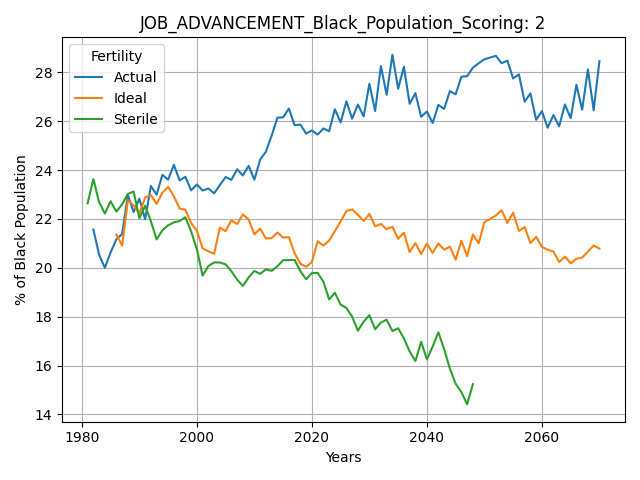 JOB_ADVANCEMENT_Black_Population_Scoring: 2
Fertility
Actual
Ideal
Sterile
% of Black Population
28
26
24
22
20
18
16
14
1980
2000
2020
2040
2060
Years